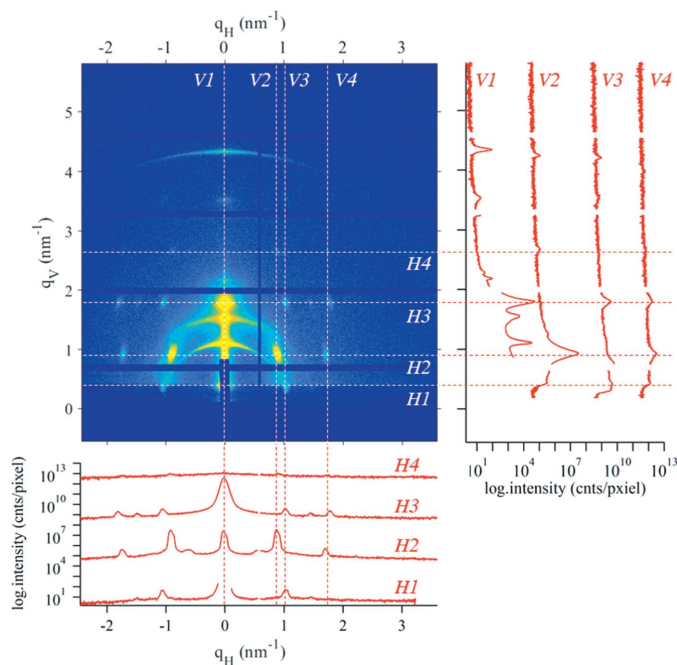 q_H (nm⁻¹)
-2 -1 0 1 2 3
V1 V2 V3 V4
V1 V2 V3 V4
5
4
3
2
1
0
q_V (nm⁻¹)
H4
H3
H2
H1
10¹ 10⁴ 10⁷ 10¹⁰ 10¹³
log.intensity (cnts/pxiel)
10¹³
10¹⁰
10⁷
10⁴
10¹
log.intensity (cnts/pixel)
H4
H3
H2
H1
-2 -1 0 1 2 3
q_H (nm⁻¹)